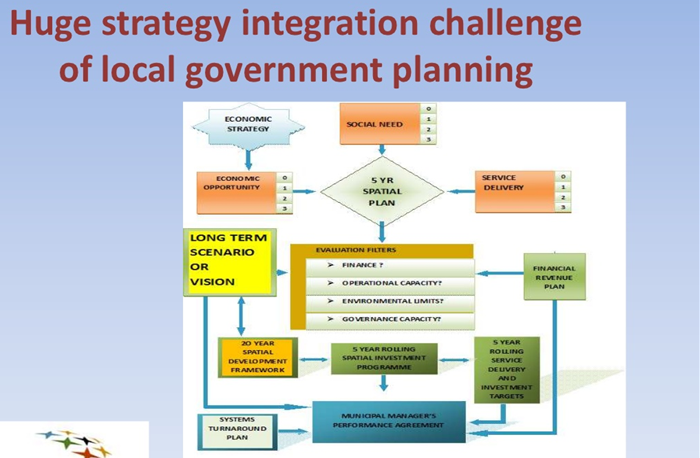 Huge strategy integration challenge
of local government planning
ECONOMIC
STRATEGY
SOCIAL NEED
0
1
2
3
ECONOMIC
OPPORTUNITY
0
1
2
3
5 YR
SPATIAL
PLAN
SERVICE
DELIVERY
0
1
2
3
LONG TERM
SCENARIO
OR
VISION
EVALUATION FILTERS
➤ FINANCE ?
➤ OPERATIONAL CAPACITY?
➤ ENVIRONMENTAL LIMITS?
➤ GOVERNANCE CAPACITY?
FINANCIAL
REVENUE
PLAN
20 YEAR
SPATIAL
DEVELOPMENT
FRAMEWORK
5 YEAR ROLLING
SPATIAL INVESTMENT
PROGRAMME
5 YEAR
ROLLING
SERVICE
DELIVERY
AND
INVESTMENT
TARGETS
SYSTEMS
TURNAROUND
PLAN
MUNICIPAL MANAGER'S
PERFORMANCE AGREEMENT